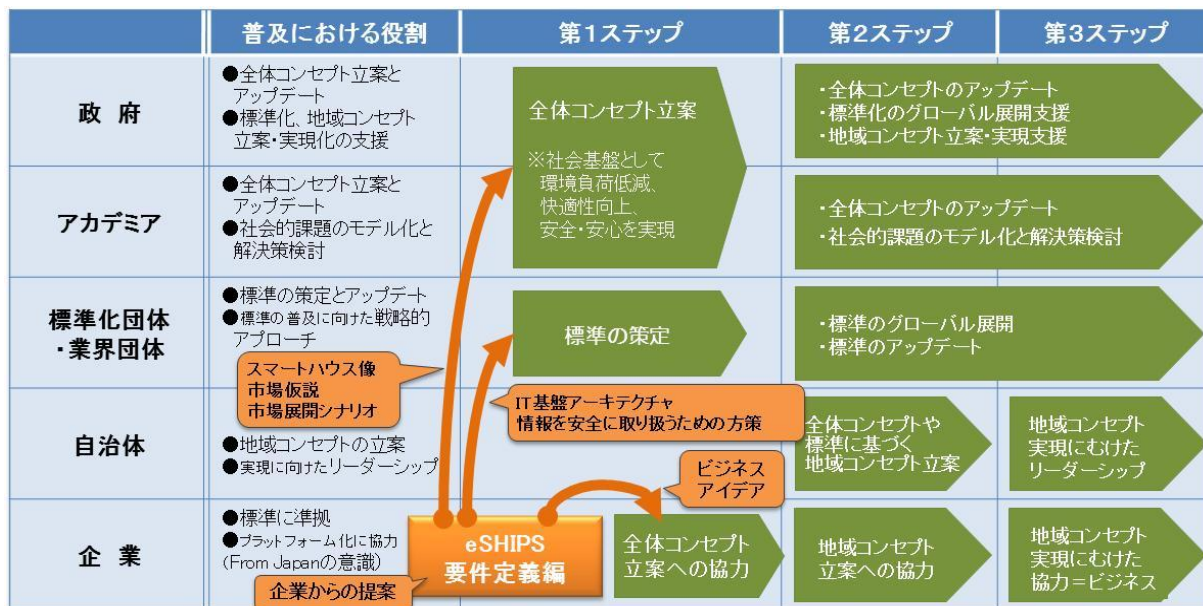 普及における役割
第1ステップ
第2ステップ
第3ステップ
政 府
●全体コンセプト立案と
アップデート
●標準化、地域コンセプト
立案・実現化の支援
全体コンセプト立案
※社会基盤として
環境負荷低減、
快適性向上、
安全・安心を実現
・全体コンセプトのアップデート
・標準化のグローバル展開支援
・地域コンセプト立案・実現支援
アカデミア
●全体コンセプト立案と
アップデート
●社会的課題のモデル化と
解決策検討
・全体コンセプトのアップデート
・社会的課題のモデル化と解決策検討
標準化団体
・業界団体
●標準の策定とアップデート
●標準の普及に向けた戦略的
アプローチ
標準の策定
・標準のグローバル展開
・標準のアップデート
スマートハウス像
市場仮説
市場展開シナリオ
IT基盤アーキテクチャ
情報を安全に取り扱うための方策
自治体
●地域コンセプトの立案
●実現に向けたリーダーシップ
全体コンセプトや
標準に基づく
地域コンセプト立案
地域コンセプト
実現にむけた
リーダーシップ
ビジネス
アイデア
企 業
●標準に準拠
●プラットフォーム化に協力
(From Japanの意識)
企業からの提案
eSHIPS
要件定義編
全体コンセプト
立案への協力
地域コンセプト
立案への協力
地域コンセプト
実現にむけた
協力=ビジネス